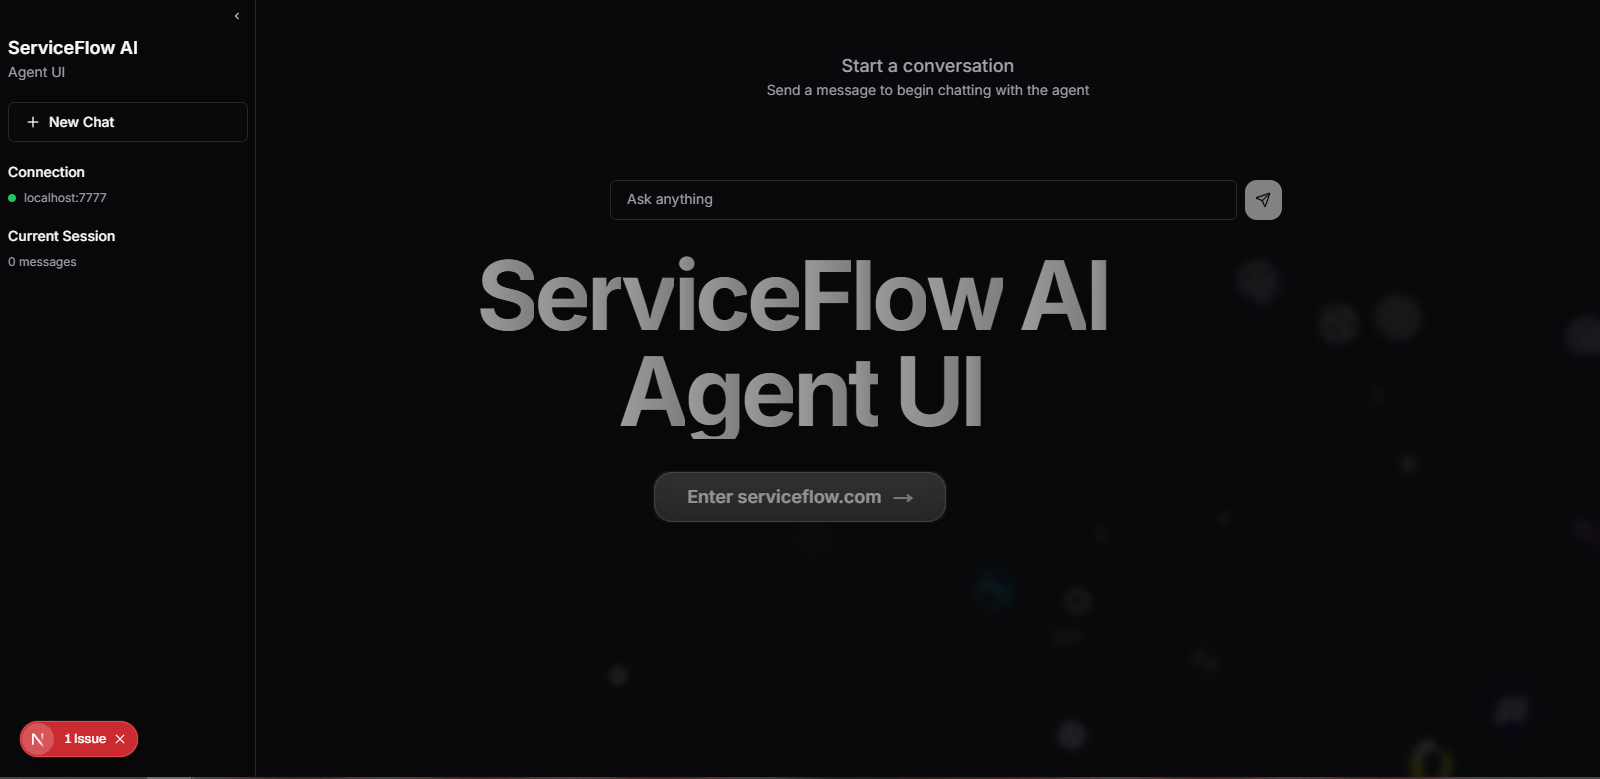 ServiceFlow AI
Agent UI
New Chat
Connection
localhost:7777
Current Session
0 messages
Start a conversation
Send a message to begin chatting with the agent
Ask anything
ServiceFlow AI
Agent UI
Enter serviceflow.com →
N 1 Issue